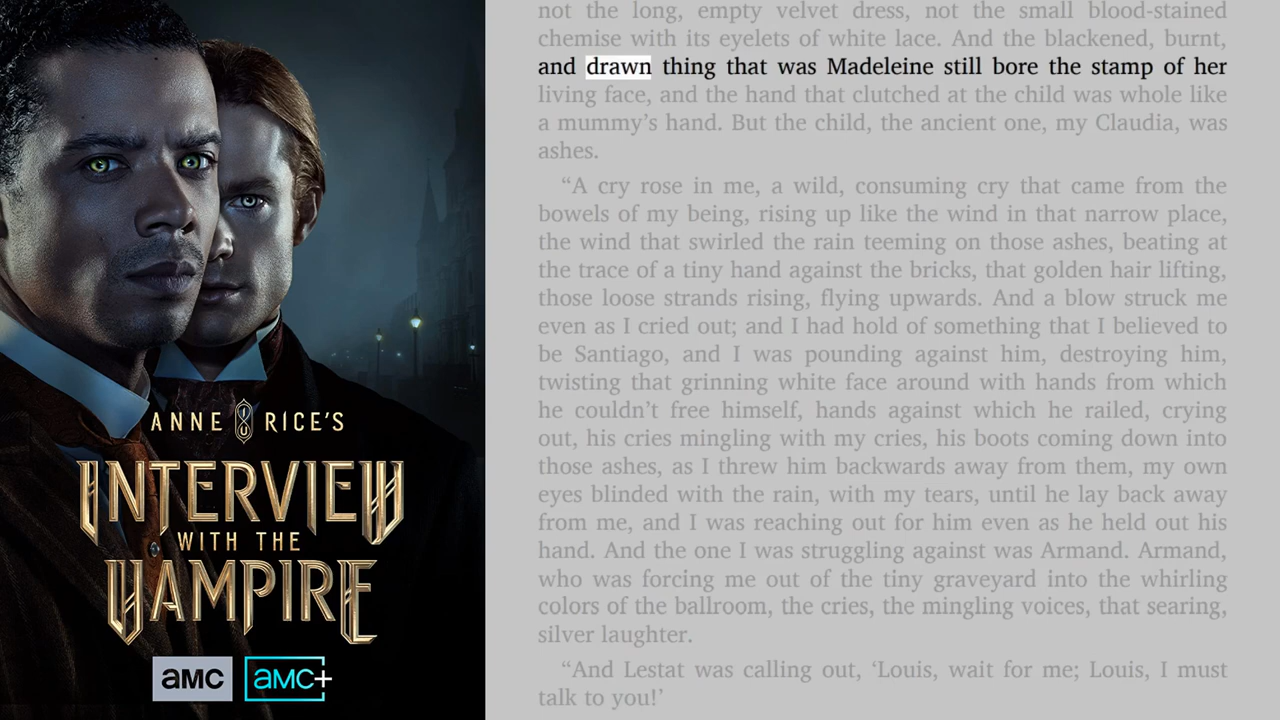 ANNE RICE'S
INTERVIEW
WITH THE
VAMPIRE
amc
amc+
not the long, empty velvet dress, not the small blood-stained
chemise with its eyelets of white lace. And the blackened, burnt,
and drawn thing that was Madeleine still bore the stamp of her
living face, and the hand that clutched at the child was whole like
a mummy’s hand. But the child, the ancient one, my Claudia, was
ashes.
“A cry rose in me, a wild, consuming cry that came from the
bowels of my being, rising up like the wind in that narrow place,
the wind that swirled the rain teeming on those ashes, beating at
the trace of a tiny hand against the bricks, that golden hair lifting,
those loose strands rising, flying upwards. And a blow struck me
even as I cried out; and I had hold of something that I believed to
be Santiago, and I was pounding against him, destroying him,
twisting that grinning white face around with hands from which
he couldn’t free himself, hands against which he railed, crying
out, his cries mingling with my cries, his boots coming down into
those ashes, as I threw him backwards away from them, my own
eyes blinded with the rain, with my tears, until he lay back away
from me, and I was reaching out for him even as he held out his
hand. And the one I was struggling against was Armand. Armand,
who was forcing me out of the tiny graveyard into the whirling
colors of the ballroom, the cries, the mingling voices, that searing,
silver laughter.
“And Lestat was calling out, ‘Louis, wait for me; Louis, I must
talk to you!’